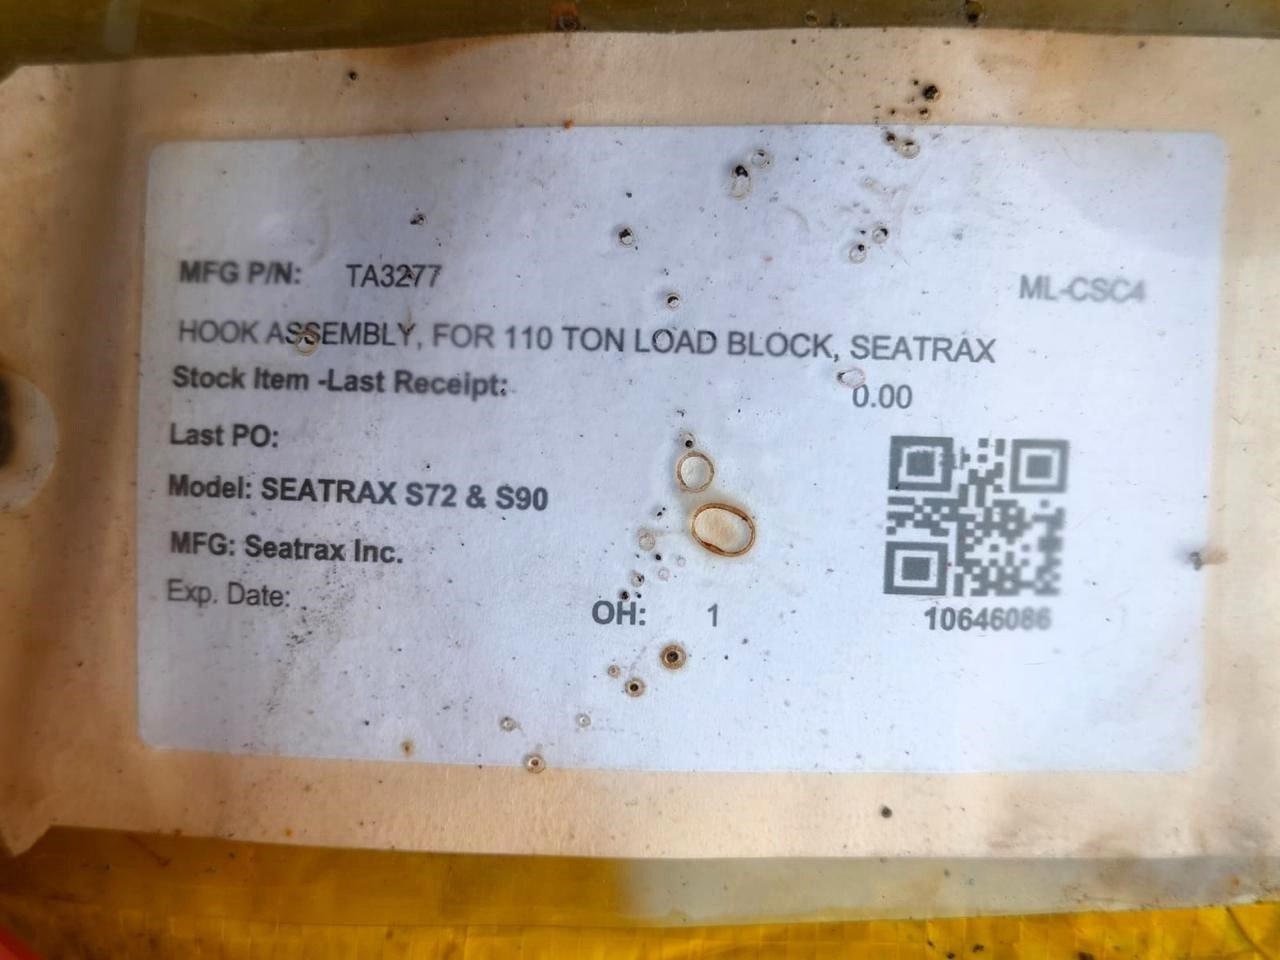 MFG P/N: TA3277
ML-CSC4
HOOK ASSEMBLY, FOR 110 TON LOAD BLOCK, SEATRAX
Stock Item -Last Receipt: 0.00
Last PO:
Model: SEATRAX S72 & S90
MFG: Seatrax Inc.
Exp. Date:
OH: 1
10646086